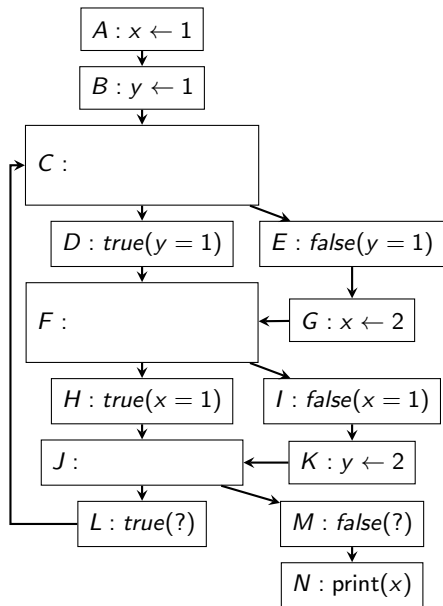 A : x ← 1
B : y ← 1
C :
D : true(y = 1)
E : false(y = 1)
F :
G : x ← 2
H : true(x = 1)
I : false(x = 1)
J :
K : y ← 2
L : true(?)
M : false(?)
N : print(x)